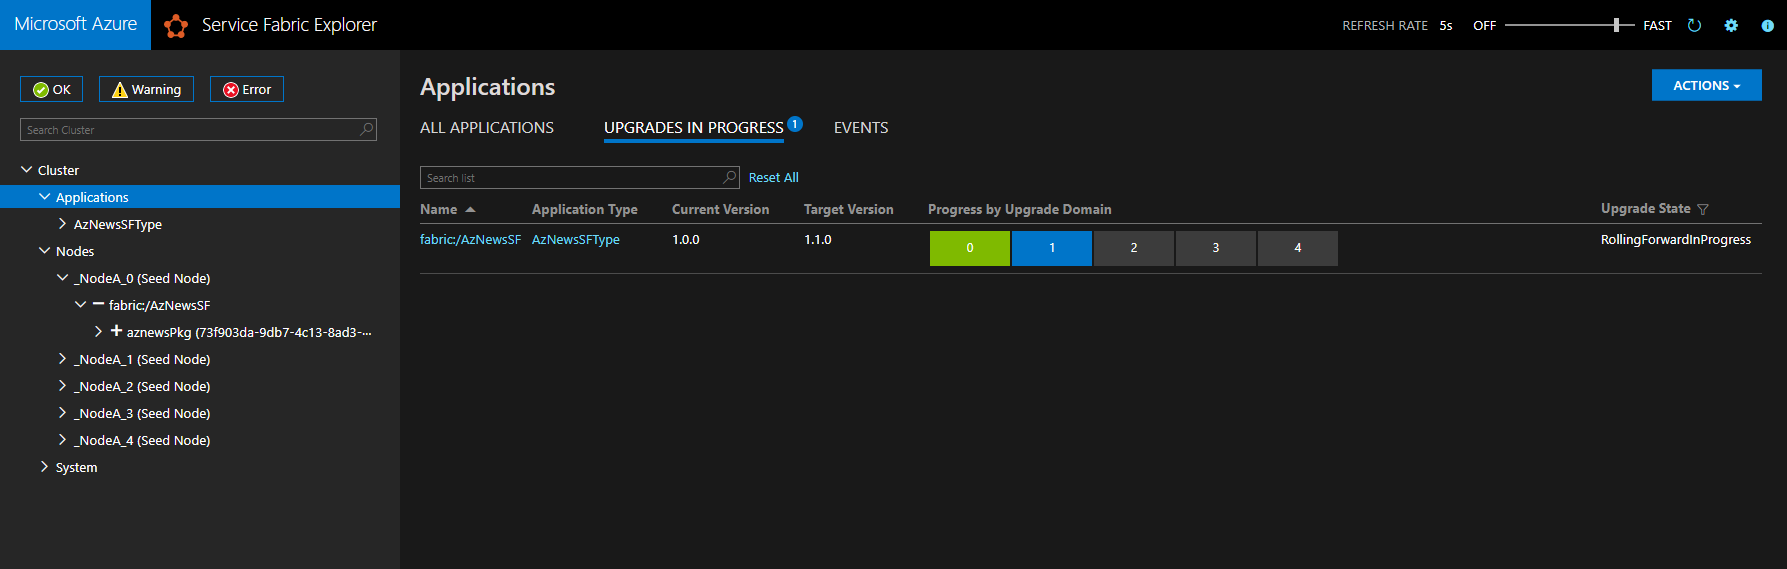 Microsoft Azure Service Fabric Explorer REFRESH RATE 5s OFF FAST
OK Warning Error
Search Cluster
Cluster
Applications
AzNewsSFType
Nodes
_NodeA_0 (Seed Node)
fabric:/AzNewsSF
aznewsPkg (73f903da-9db7-4c13-8ad3-...
_NodeA_1 (Seed Node)
_NodeA_2 (Seed Node)
_NodeA_3 (Seed Node)
_NodeA_4 (Seed Node)
System
Applications ACTIONS
ALL APPLICATIONS UPGRADES IN PROGRESS 1 EVENTS
Search list Reset All
Name Application Type Current Version Target Version Progress by Upgrade Domain Upgrade State
fabric:/AzNewsSF AzNewsSFType 1.0.0 1.1.0 0 1 2 3 4 RollingForwardInProgress